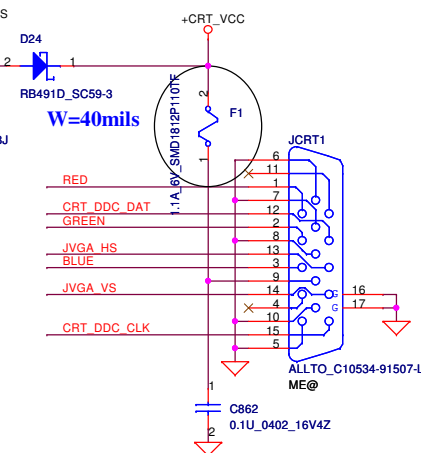 S
+CRT_VCC
D24
2
1
RB491D_SC59-3
W=40mils
2
F1
1
1.1A_6V_SMD1812P110TF
JCRT1
6
11
RED
1
7
CRT_DDC_DAT
12
GREEN
2
8
JVGA_HS
13
BLUE
3
9
JVGA_VS
14
G
16
4
G
17
10
CRT_DDC_CLK
15
5
ALLTO_C10534-91507-L
ME@
1
C862
0.1U_0402_16V4Z
2